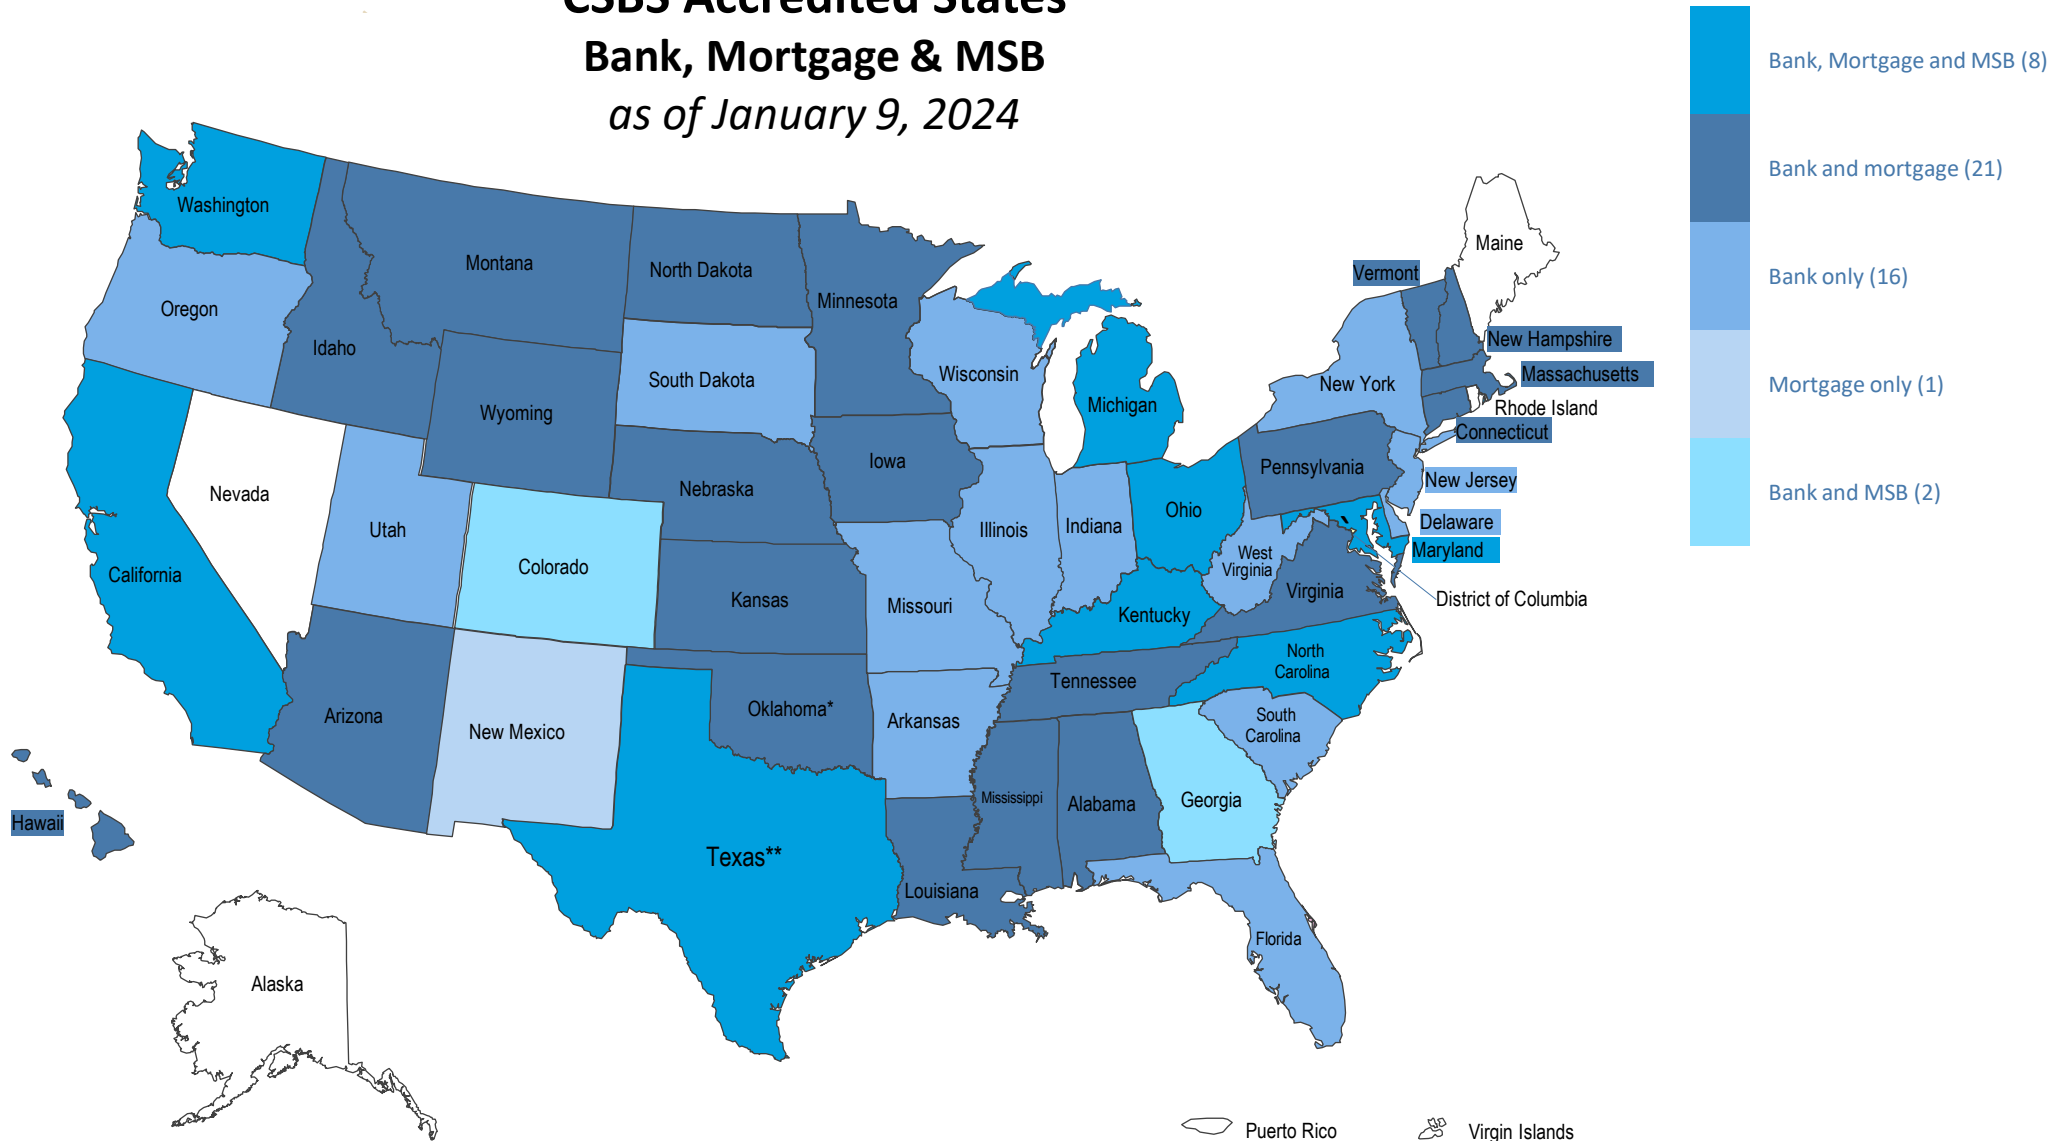 CSBS Accredited States
Bank, Mortgage & MSB
as of January 9, 2024
Bank, Mortgage and MSB (8)
Bank and mortgage (21)
Bank only (16)
Mortgage only (1)
Bank and MSB (2)
Washington
Oregon
California
Nevada
Idaho
Montana
Wyoming
Utah
Arizona
Colorado
New Mexico
North Dakota
South Dakota
Nebraska
Kansas
Oklahoma*
Texas**
Minnesota
Iowa
Missouri
Arkansas
Louisiana
Wisconsin
Illinois
Michigan
Indiana
Ohio
Kentucky
Tennessee
Mississippi
Alabama
Georgia
Florida
South
Carolina
North
Carolina
Virginia
West
Virginia
Pennsylvania
New York
Vermont
Maine
New Hampshire
Massachusetts
Rhode Island
Connecticut
New Jersey
Delaware
Maryland
District of Columbia
Hawaii
Alaska
Puerto Rico
Virgin Islands